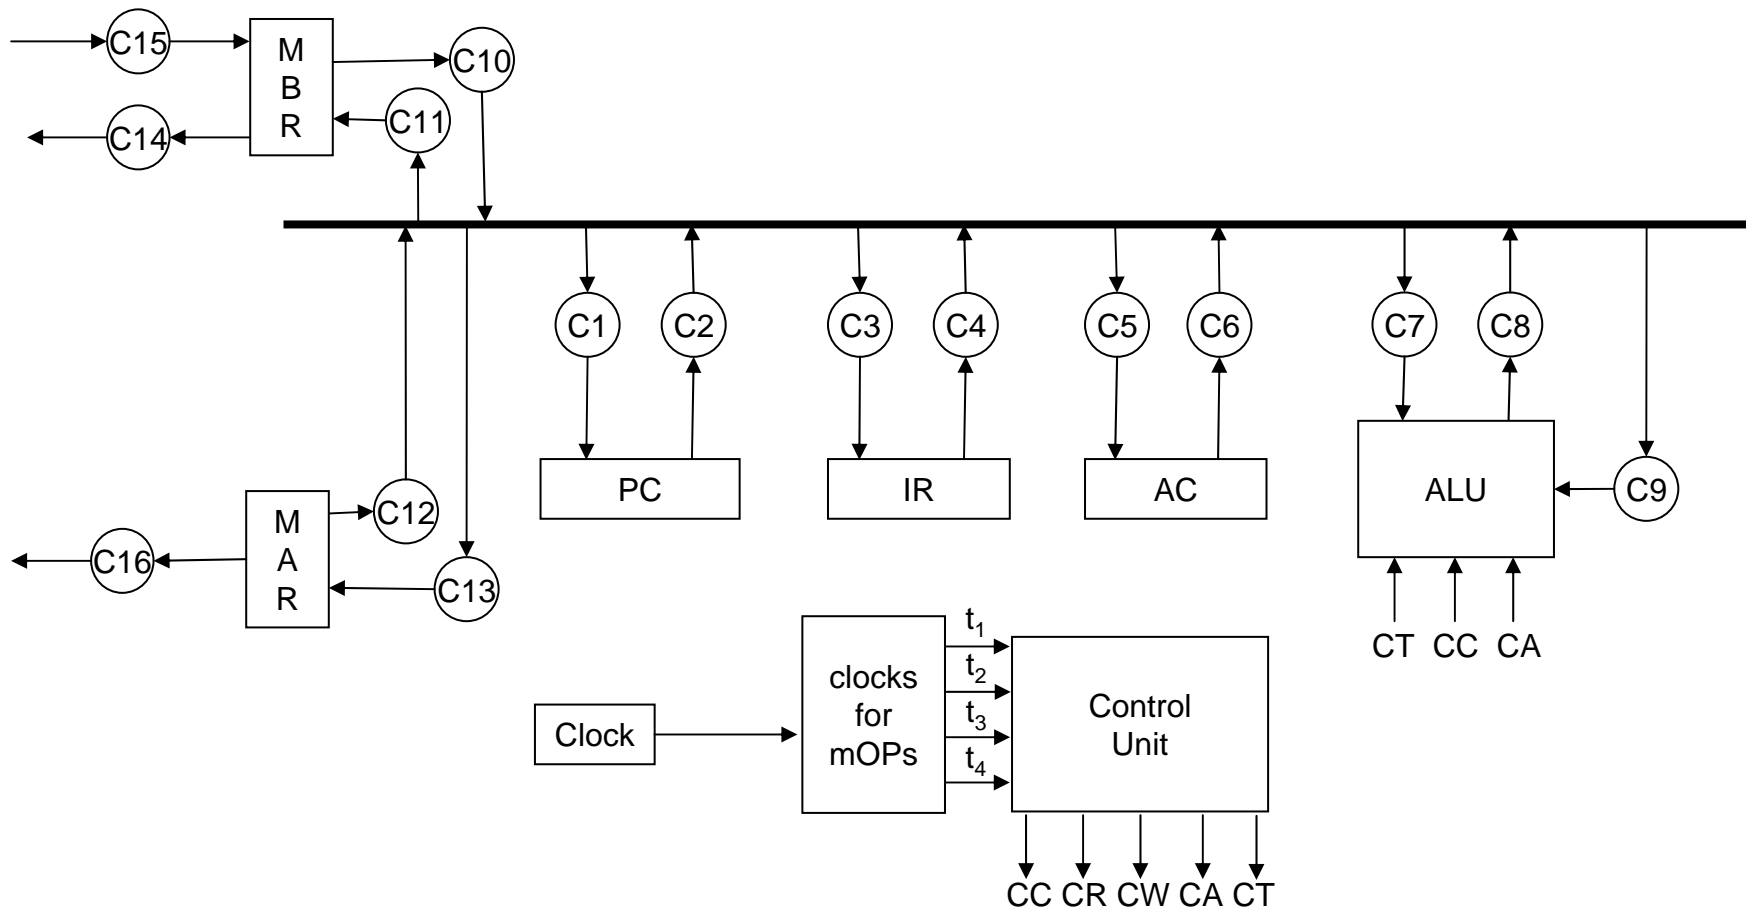 C15
M
B
R
C10
C11
C14
C1
C2
C3
C4
C5
C6
C7
C8
PC
IR
AC
ALU
C9
M
A
R
C12
C16
C13
CT CC CA
Clock
clocks
for
mOPs
t1
t2
t3
t4
Control
Unit
CC CR CW CA CT